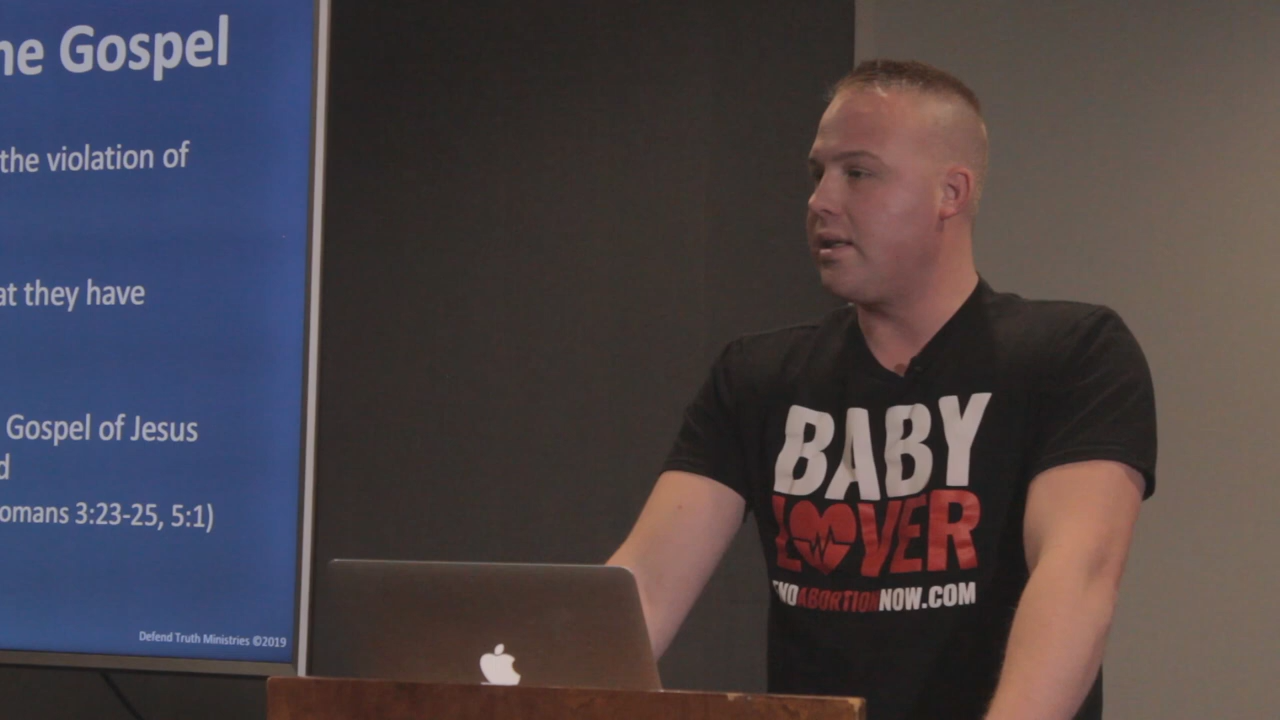 he Gospel
the violation of
at they have
Gospel of Jesus
d
omans 3:23-25, 5:1)
Defend Truth Ministries ©2019
BABY
LOVER
ENDABORTIONNOW.COM